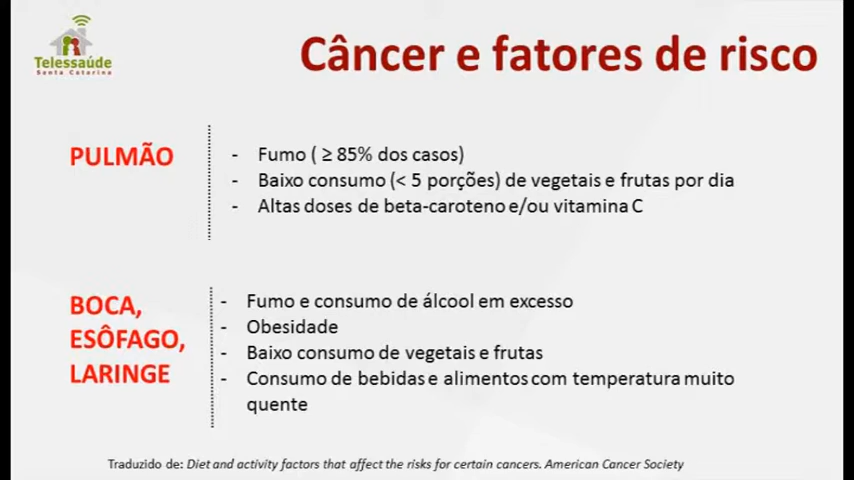 Telessaúde
Santa Catarina
Câncer e fatores de risco
PULMÃO
- Fumo ( ≥ 85% dos casos)
- Baixo consumo (< 5 porções) de vegetais e frutas por dia
- Altas doses de beta-caroteno e/ou vitamina C
BOCA,
ESÔFAGO,
LARINGE
- Fumo e consumo de álcool em excesso
- Obesidade
- Baixo consumo de vegetais e frutas
- Consumo de bebidas e alimentos com temperatura muito
quente
Traduzido de: Diet and activity factors that affect the risks for certain cancers. American Cancer Society